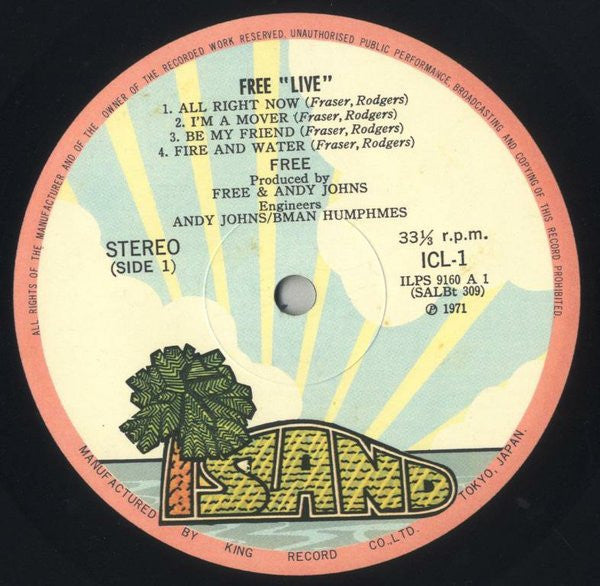 ALL RIGHTS OF THE MANUFACTURER AND OF THE OWNER OF THE RECORDED WORK RESERVED. UNAUTHORISED PUBLIC PERFORMANCE, BROADCASTING AND COPYING OF THIS RECORD PROHIBITED.
FREE "LIVE"
1. ALL RIGHT NOW (Fraser, Rodgers)
2. I'M A MOVER (Fraser, Rodgers)
3. BE MY FRIEND (Fraser, Rodgers)
4. FIRE AND WATER (Fraser, Rodgers)
FREE
Produced by
FREE & ANDY JOHNS
Engineers
ANDY JOHNS/BMAN HUMPHMES
STEREO
(SIDE 1)
33⅓ r.p.m.
ICL-1
ILPS 9160 A 1
(SALBt 309)
℗ 1971
ISLAND
MANUFACTURED BY KING RECORD CO., LTD. TOKYO, JAPAN.